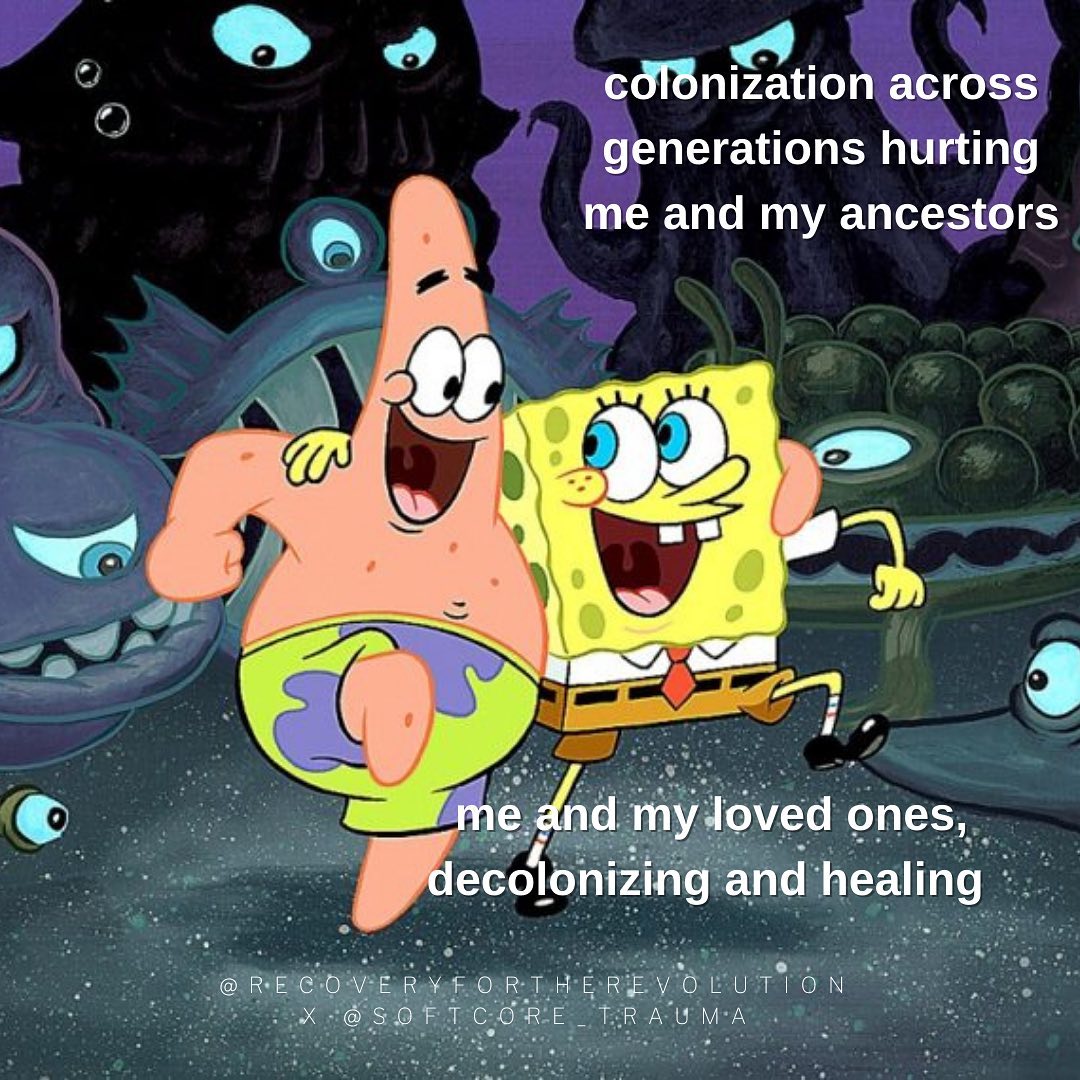 colonization across
generations hurting
me and my ancestors
me and my loved ones,
decolonizing and healing
@RECOVERYFORTHEREVOLUTION
X @SOFTCORE_TRAUMA